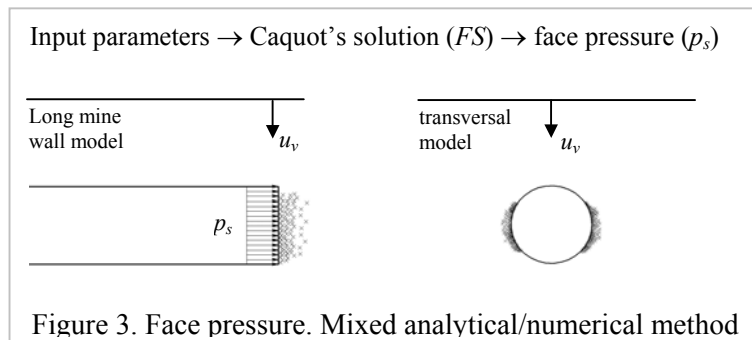 Input parameters → Caquot's solution (FS) → face pressure (pₛ)
Long mine
wall model
uᵥ
transversal
model
uᵥ
pₛ
Figure 3. Face pressure. Mixed analytical/numerical method